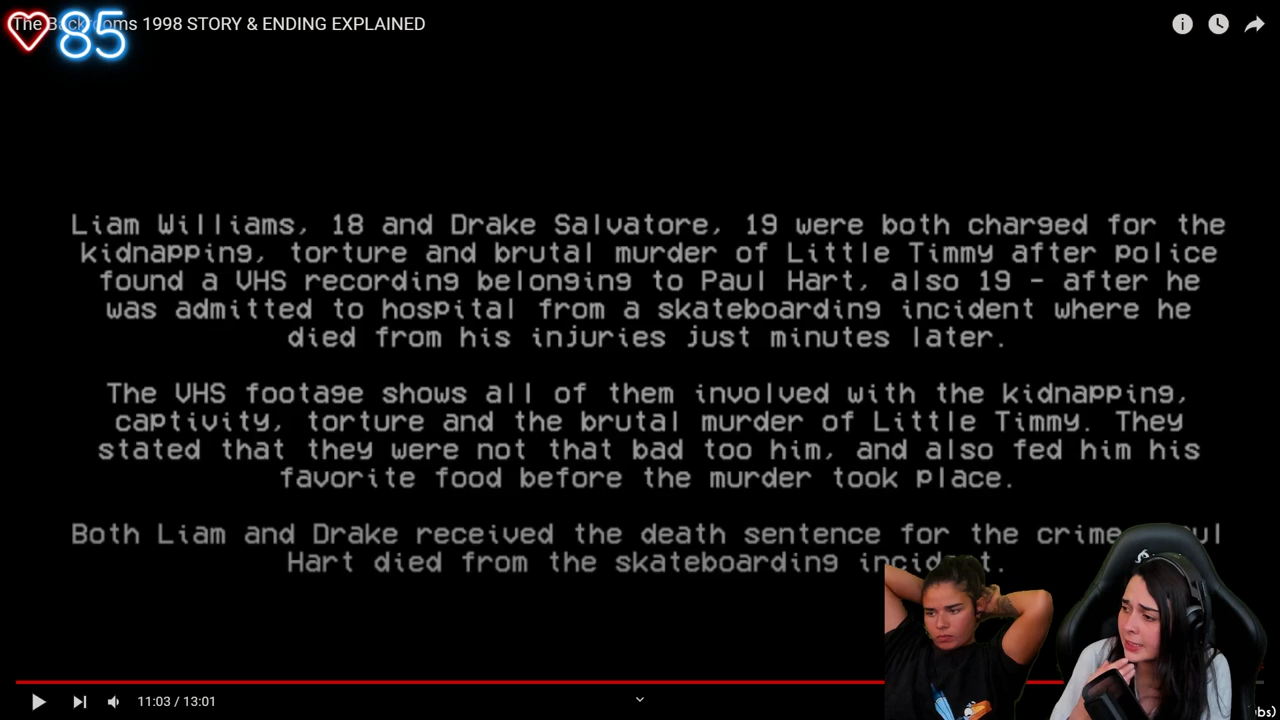 The Backrooms 1998 STORY & ENDING EXPLAINED
85
Liam Williams, 18 and Drake Salvatore, 19 were both charged for the
kidnapping, torture and brutal murder of Little Timmy after police
found a VHS recording belonging to Paul Hart, also 19 - after he
was admitted to hospital from a skateboarding incident where he
died from his injuries just minutes later.
The VHS footage shows all of them involved with the kidnapping,
captivity, torture and the brutal murder of Little Timmy. They
stated that they were not that bad too him, and also fed him his
favorite food before the murder took place.
Both Liam and Drake received the death sentence for the crime
Hart died from the skateboarding incident.
11:03 / 13:01